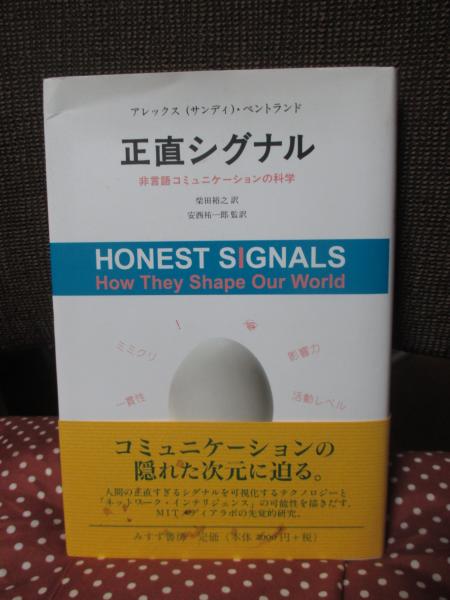 アレックス（サンディ）・ペントランド
正直シグナル
非言語コミュニケーションの科学
柴田裕之 訳
安西祐一郎 監訳
HONEST SIGNALS
How They Shape Our World
ミミクリ
影響力
一貫性
活動レベル
コミュニケーションの
隠れた次元に迫る。
人間の正直すぎるシグナルを可視化するテクノロジーと
「ネットワーク・インテリジェンス」の可能性を描きだす、
MITメディアラボの先覚的研究。
みすず書房 定価（本体 2600円＋税）